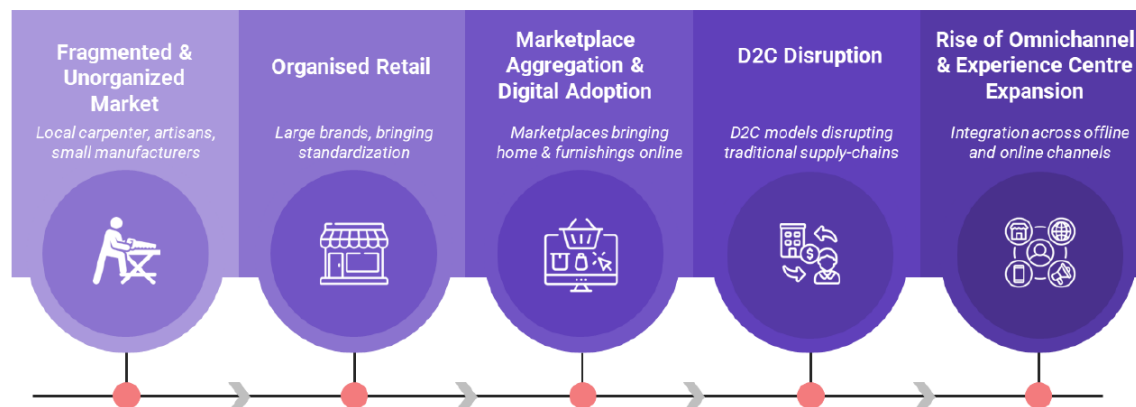 Fragmented &
Unorganized
Market
Local carpenter, artisans,
small manufacturers
Organised Retail
Large brands, bringing
standardization
Marketplace
Aggregation &
Digital Adoption
Marketplaces bringing
home & furnishings online
D2C Disruption
D2C models disrupting
traditional supply-chains
Rise of Omnichannel
& Experience Centre
Expansion
Integration across offline
and online channels
$